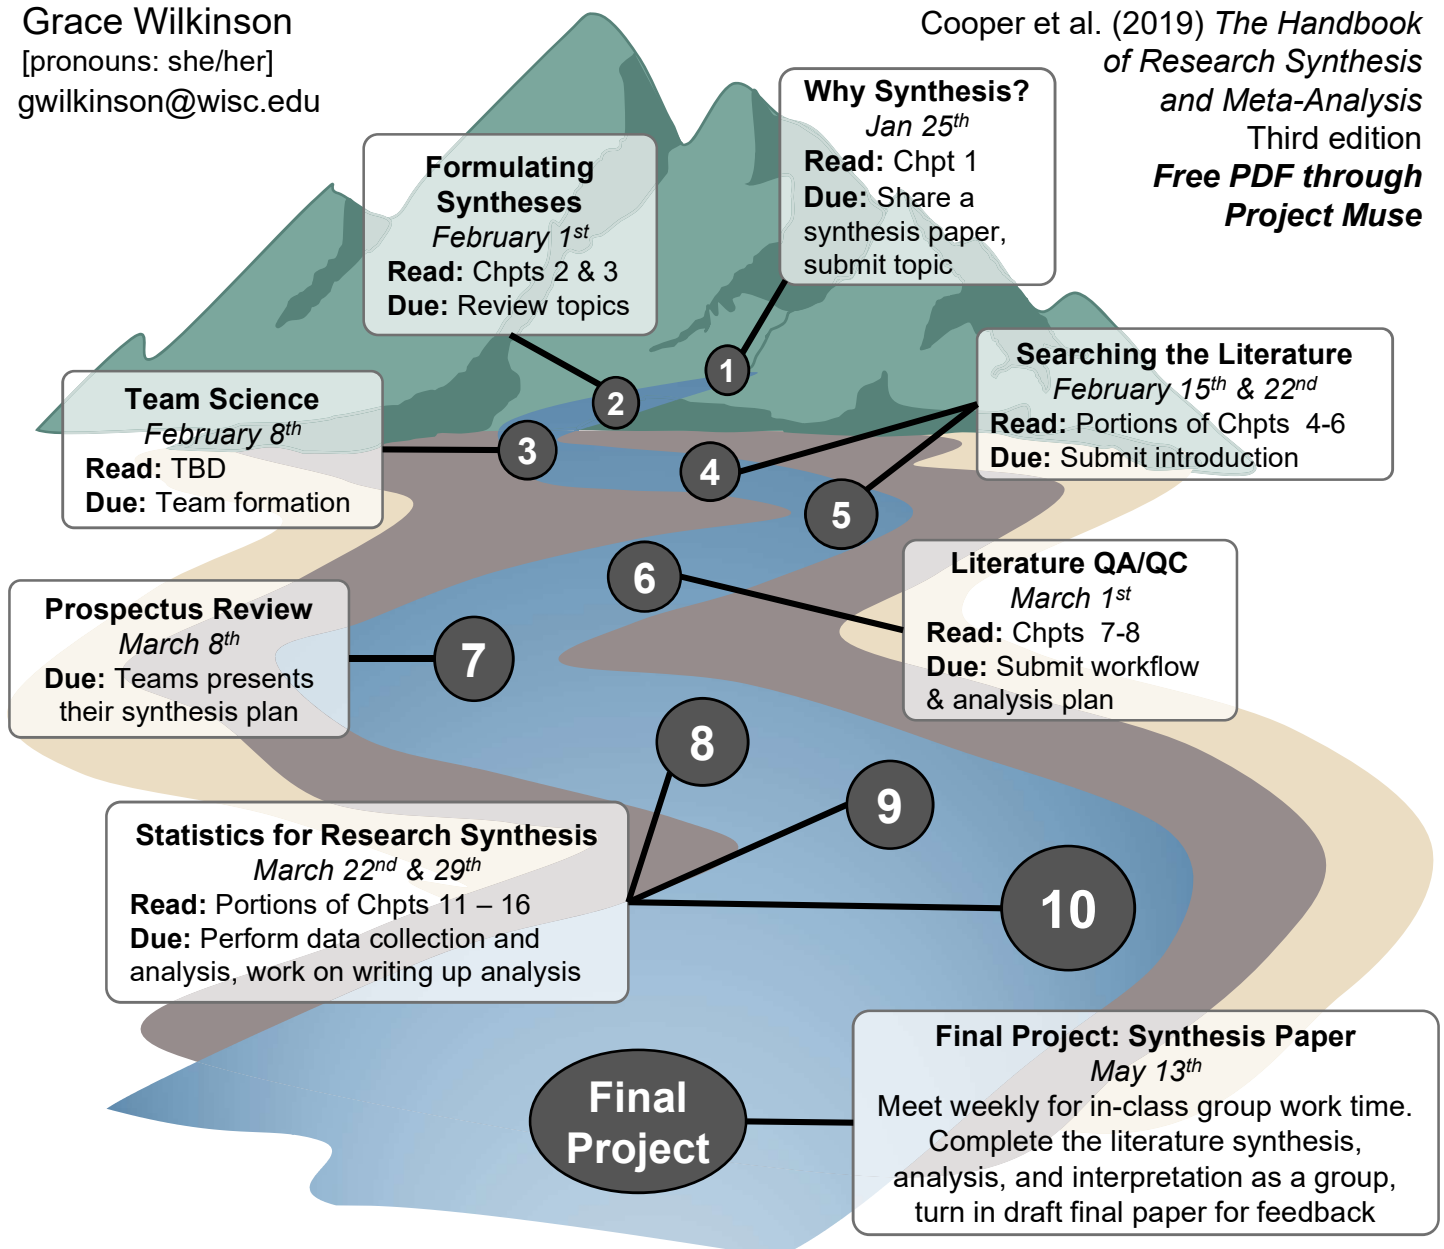 Grace Wilkinson
[pronouns: she/her]
gwilkinson@wisc.edu
Cooper et al. (2019) The Handbook
of Research Synthesis
and Meta-Analysis
Third edition
Free PDF through
Project Muse
Why Synthesis?
Jan 25th
Read: Chpt 1
Due: Share a
synthesis paper,
submit topic
Formulating
Syntheses
February 1st
Read: Chpts 2 & 3
Due: Review topics
1
2
Team Science
February 8th
Read: TBD
Due: Team formation
3
Searching the Literature
February 15th & 22nd
Read: Portions of Chpts 4-6
Due: Submit introduction
4
5
6
Literature QA/QC
March 1st
Read: Chpts 7-8
Due: Submit workflow
& analysis plan
Prospectus Review
March 8th
Due: Teams presents
their synthesis plan
7
8
9
10
Statistics for Research Synthesis
March 22nd & 29th
Read: Portions of Chpts 11 – 16
Due: Perform data collection and
analysis, work on writing up analysis
Final
Project
Final Project: Synthesis Paper
May 13th
Meet weekly for in-class group work time.
Complete the literature synthesis,
analysis, and interpretation as a group,
turn in draft final paper for feedback